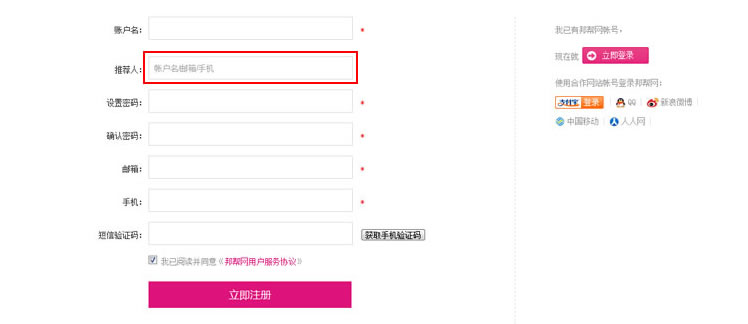 账户名: *
推荐人: 帐户名/邮箱/手机
设置密码: *
确认密码: *
邮箱: *
手机: *
短信验证码: 获取手机验证码
我已阅读并同意《邦帮网用户服务协议》
立即注册
我已有邦帮网帐号，
现在就 立即登录
使用合作网站帐号登录邦帮网：
支付宝 登录 | QQ | 新浪微博 |
中国移动 | 人人网 |